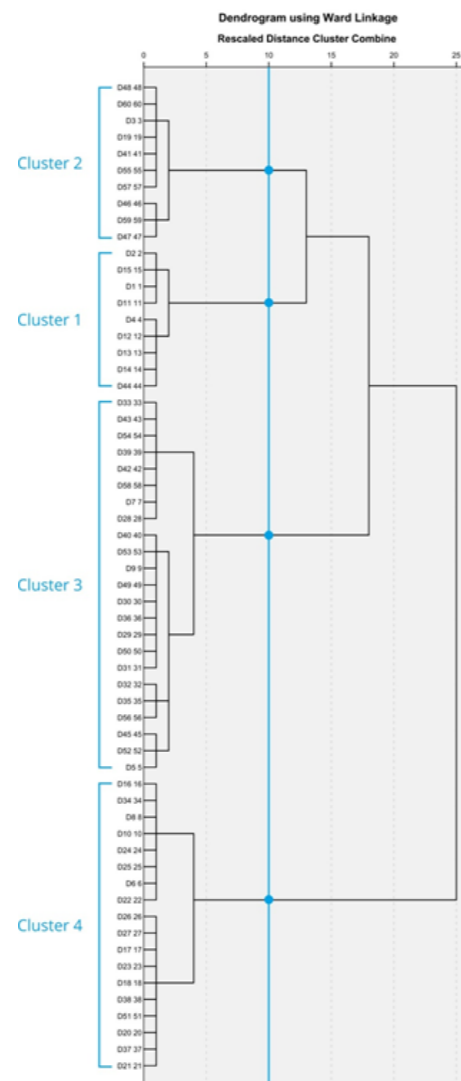 Dendrogram using Ward Linkage
Rescaled Distance Cluster Combine
0 5 10 15 20 25
Cluster 2
D48 48
D60 60
D3 3
D19 19
D41 41
D55 55
D57 57
D46 46
D59 59
D47 47
Cluster 1
D2 2
D15 15
D1 1
D11 11
D4 4
D12 12
D13 13
D14 14
D44 44
Cluster 3
D33 33
D43 43
D54 54
D39 39
D42 42
D58 58
D7 7
D28 28
D40 40
D53 53
D9 9
D49 49
D30 30
D36 36
D29 29
D50 50
D31 31
D32 32
D35 35
D56 56
D45 45
D52 52
D5 5
Cluster 4
D16 16
D34 34
D8 8
D10 10
D24 24
D25 25
D6 6
D22 22
D26 26
D27 27
D17 17
D23 23
D18 18
D38 38
D51 51
D20 20
D37 37
D21 21